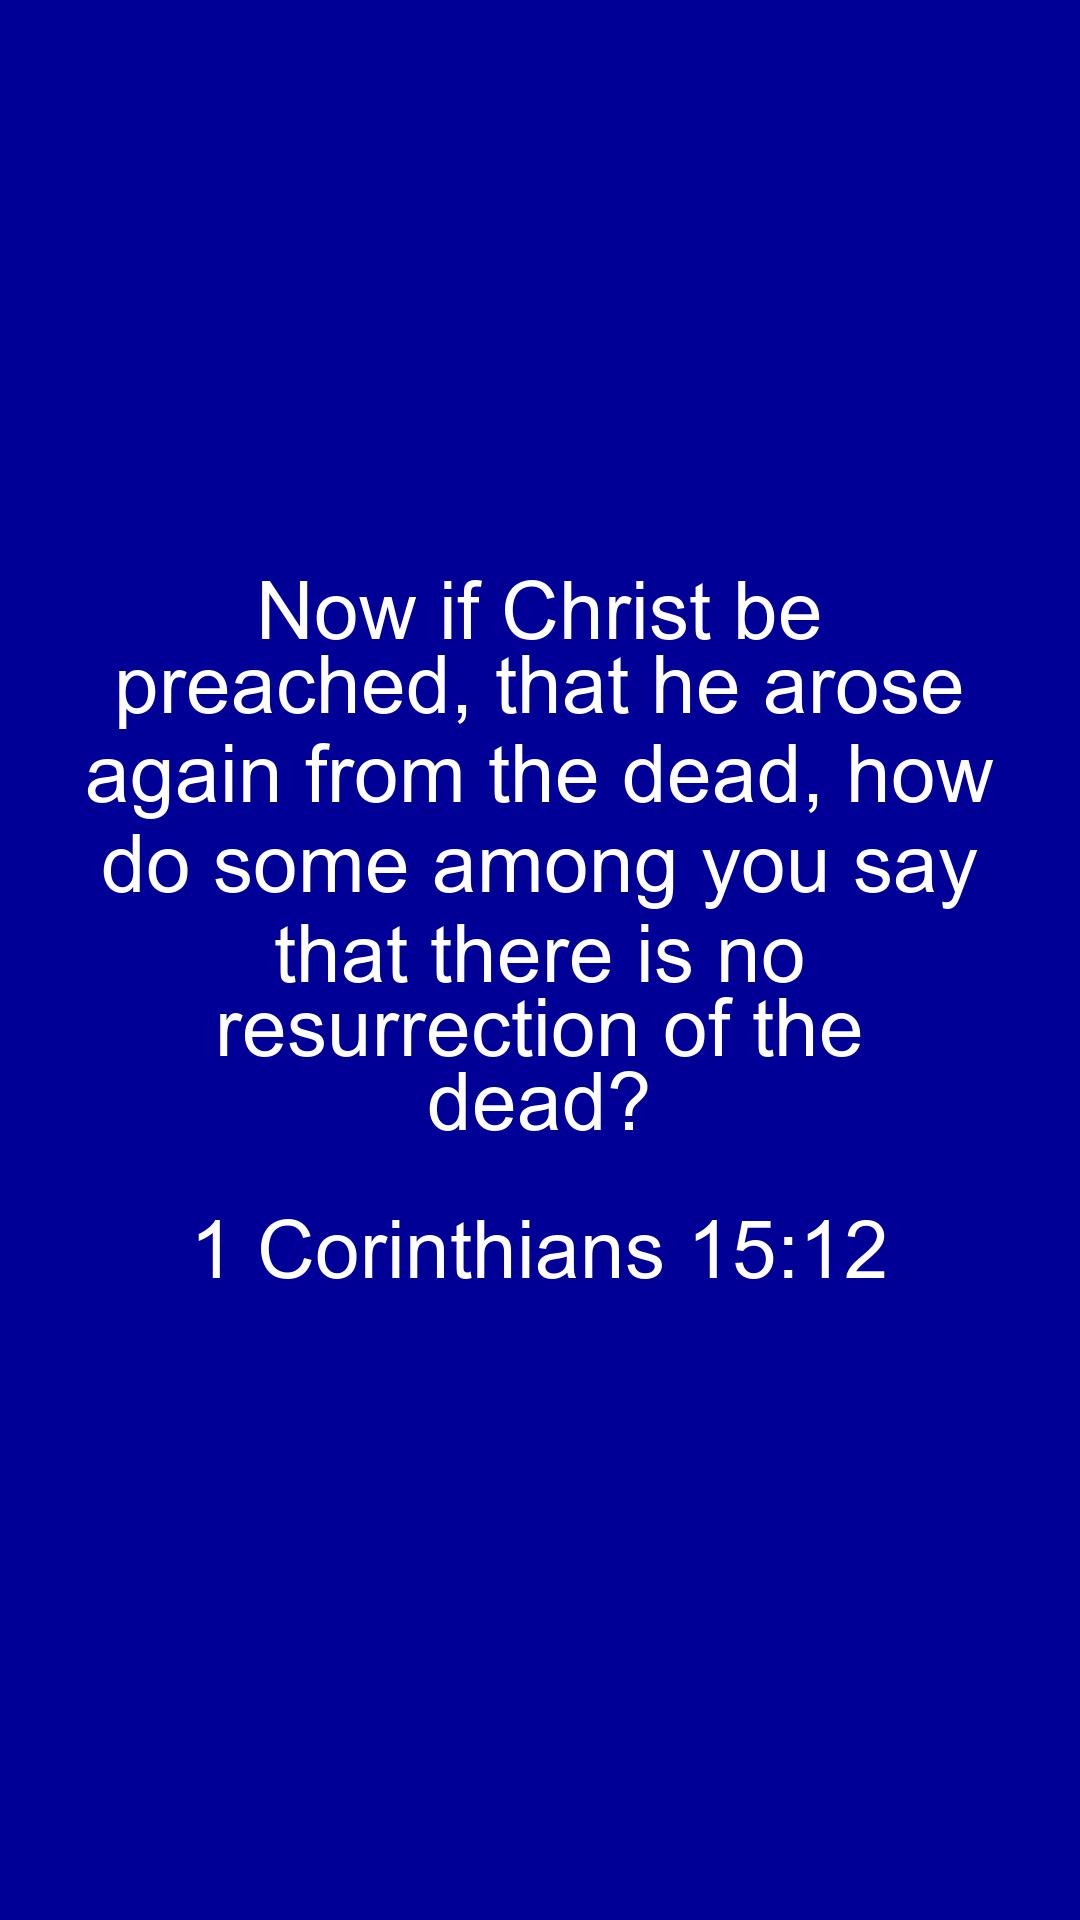 Now if Christ be
preached, that he arose
again from the dead, how
do some among you say
that there is no
resurrection of the
dead?
1 Corinthians 15:12